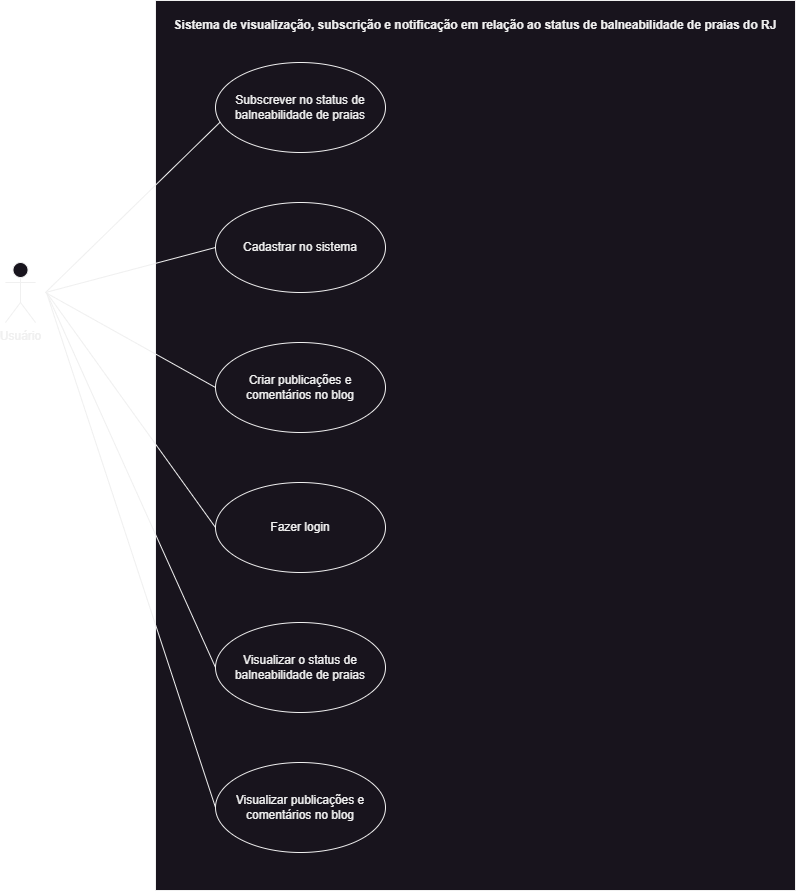 Sistema de visualização, subscrição e notificação em relação ao status de balneabilidade de praias do RJ
Subscrever no status de
balneabilidade de praias
Cadastrar no sistema
Usuário
Criar publicações e
comentários no blog
Fazer login
Visualizar o status de
balneabilidade de praias
Visualizar publicações e
comentários no blog